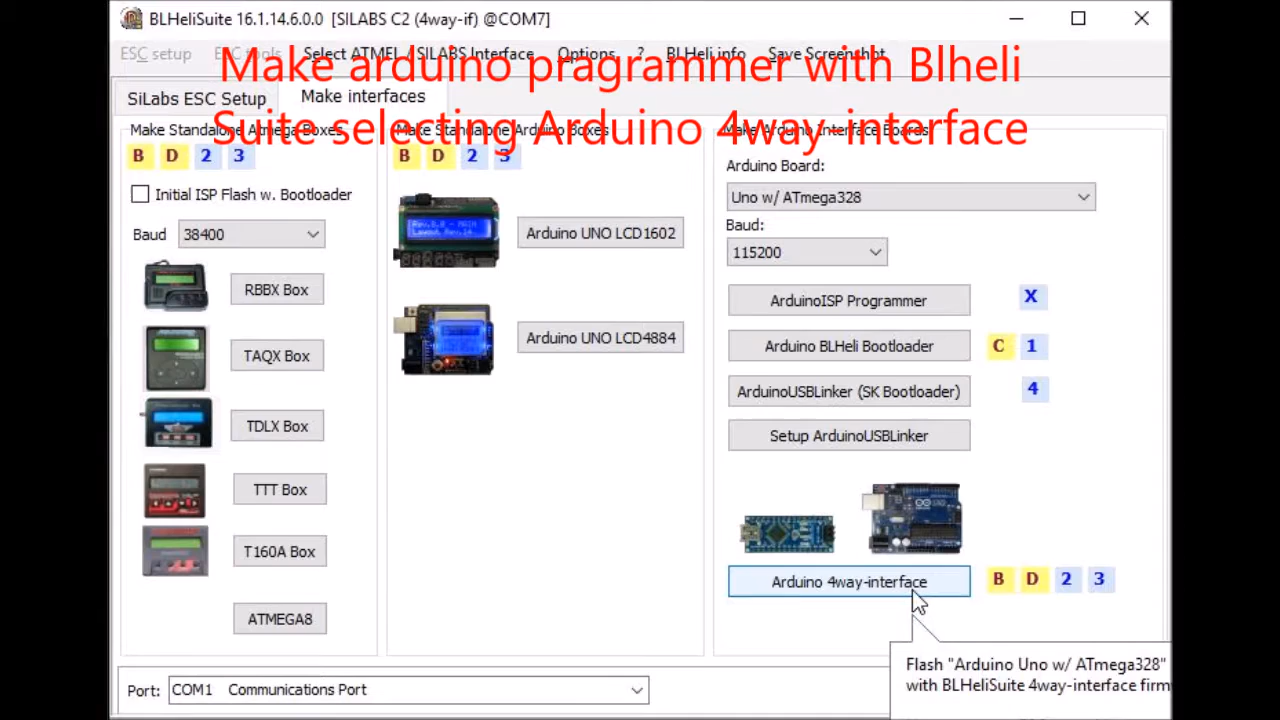 BLHeliSuite 16.1.14.6.0.0 [SILABS C2 (4way-if) @COM7]
ESC setup ESC tools Select ATMEL / SILABS Interface Options ? BLHeli info Save Screenshot
Make arduino pragrammer with Blheli
Suite selecting Arduino 4way-interface
SiLabs ESC Setup Make interfaces
Make Standalone Atmega Boxes
B D 2 3
Initial ISP Flash w. Bootloader
Baud 38400
RBBX Box
TAQX Box
TDLX Box
TTT Box
T160A Box
ATMEGA8
Make Standalone Arduino Boxes
B D 2 3
Arduino UNO LCD1602
Arduino UNO LCD4884
Make Arduino Interface Boards
Arduino Board:
Uno w/ ATmega328
Baud:
115200
ArduinoISP Programmer X
Arduino BLHeli Bootloader C 1
ArduinoUSBLinker (SK Bootloader) 4
Setup ArduinoUSBLinker
Arduino 4way-interface B D 2 3
Flash "Arduino Uno w/ ATmega328"
with BLHeliSuite 4way-interface firm
Port: COM1 Communications Port